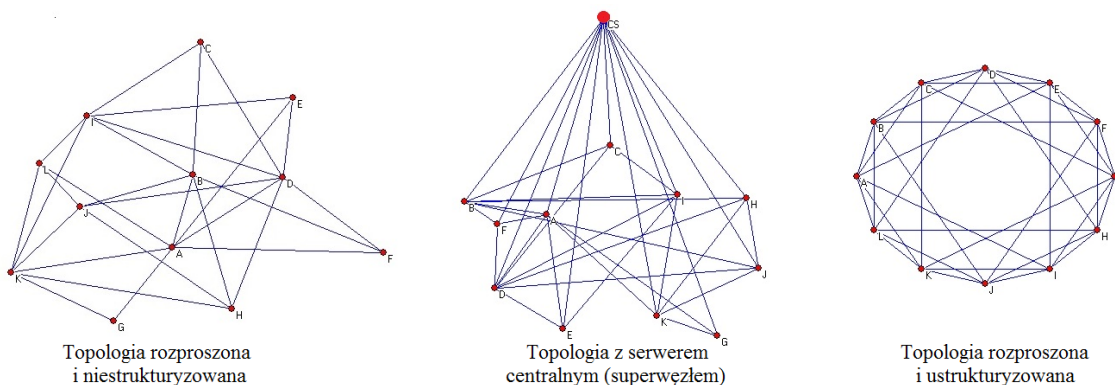 C
E
I
L
B
D
J
A
F
K
H
G
Topologia rozproszona
i niestrukturyzowana
CS
C
B
I
H
A
F
J
D
K
E
G
Topologia z serwerem
centralnym (superwęzłem)
D
C
E
B
F
A
L
H
K
I
J
Topologia rozproszona
i ustrukturyzowana